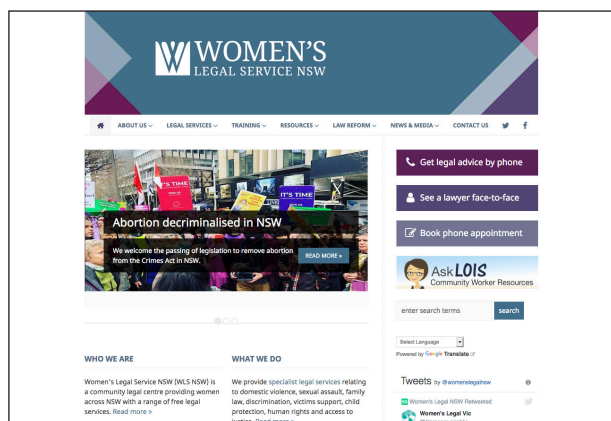 WOMEN'S
LEGAL SERVICE NSW
ABOUT US
LEGAL SERVICES
TRAINING
RESOURCES
LAW REFORM
NEWS & MEDIA
CONTACT US
IT'S TIME
IT'S TIME
Abortion decriminalised in NSW
We welcome the passing of legislation to remove abortion
from the Crimes Act in NSW.
READ MORE »
WHO WE ARE
Women's Legal Service NSW (WLS NSW) is
a community legal centre providing women
across NSW with a range of free legal
services. Read more »
WHAT WE DO
We provide specialist legal services relating
to domestic violence, sexual assault, family
law, discrimination, victims support, child
protection, human rights and access to
Get legal advice by phone
See a lawyer face-to-face
Book phone appointment
Ask LOIS
Community Worker Resources
enter search terms
search
Select Language
Powered by Google Translate
Tweets by @womenslegalnsw
Women's Legal NSW Retweeted
Women's Legal Vic